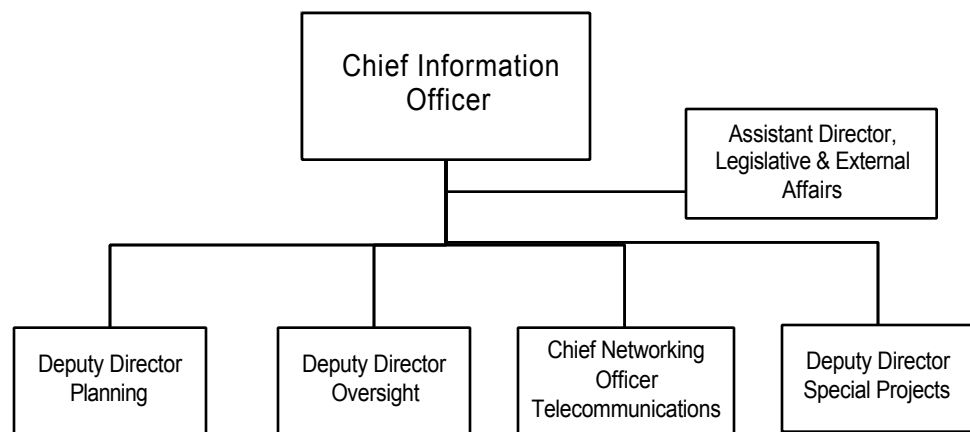 Chief Information
Officer
Assistant Director,
Legislative & External
Affairs
Deputy Director
Planning
Deputy Director
Oversight
Chief Networking
Officer
Telecommunications
Deputy Director
Special Projects